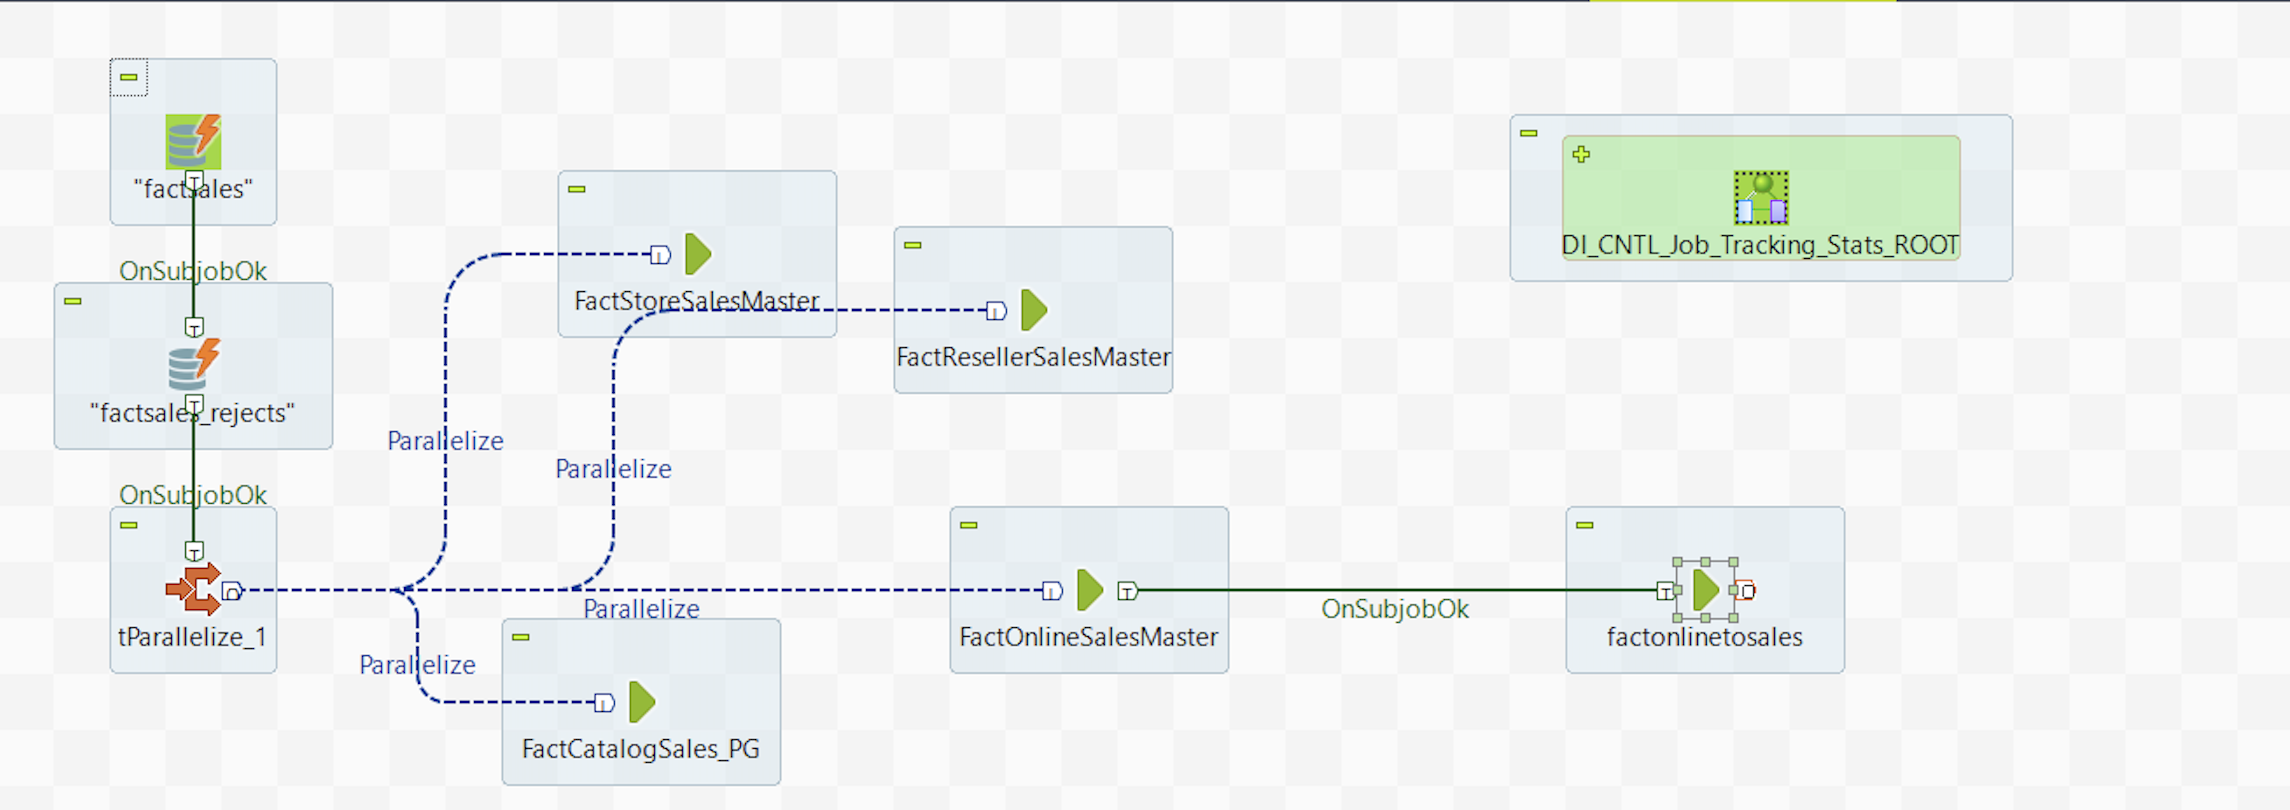 "factsales"
OnSubjobOk
"factsales_rejects"
OnSubjobOk
tParallelize_1
Parallelize
Parallelize
Parallelize
Parallelize
FactStoreSalesMaster
FactResellerSalesMaster
FactOnlineSalesMaster
FactCatalogSales_PG
OnSubjobOk
factonlinetosales
DI_CNTL_Job_Tracking_Stats_ROOT